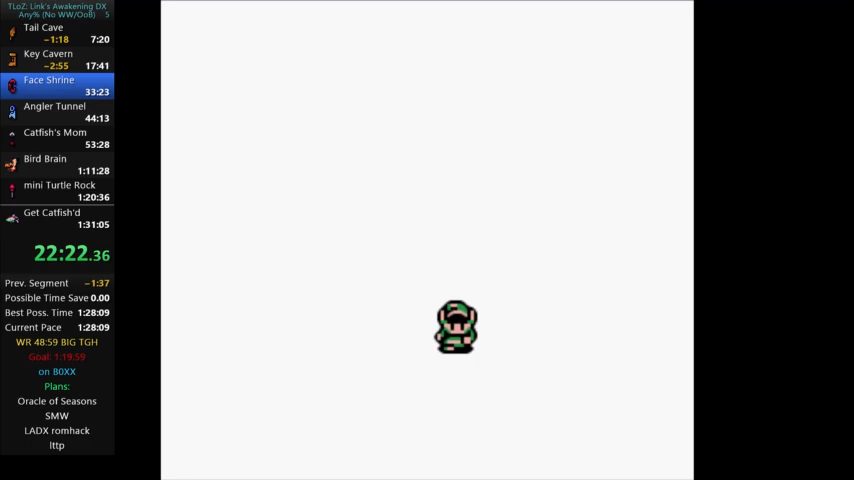 TLoZ: Link's Awakening DX
Any% (No WW/OoB) 5
Tail Cave
−1:18 7:20
Key Cavern
−2:55 17:41
Face Shrine
33:23
Angler Tunnel
44:13
Catfish's Mom
53:28
Bird Brain
1:11:28
mini Turtle Rock
1:20:36
Get Catfish'd
1:31:05
22:22.36
Prev. Segment −1:37
Possible Time Save 0.00
Best Poss. Time 1:28:09
Current Pace 1:28:09
WR 48:59 BIG TGH
Goal: 1:19:59
on B0XX
Plans:
Oracle of Seasons
SMW
LADX romhack
lttp